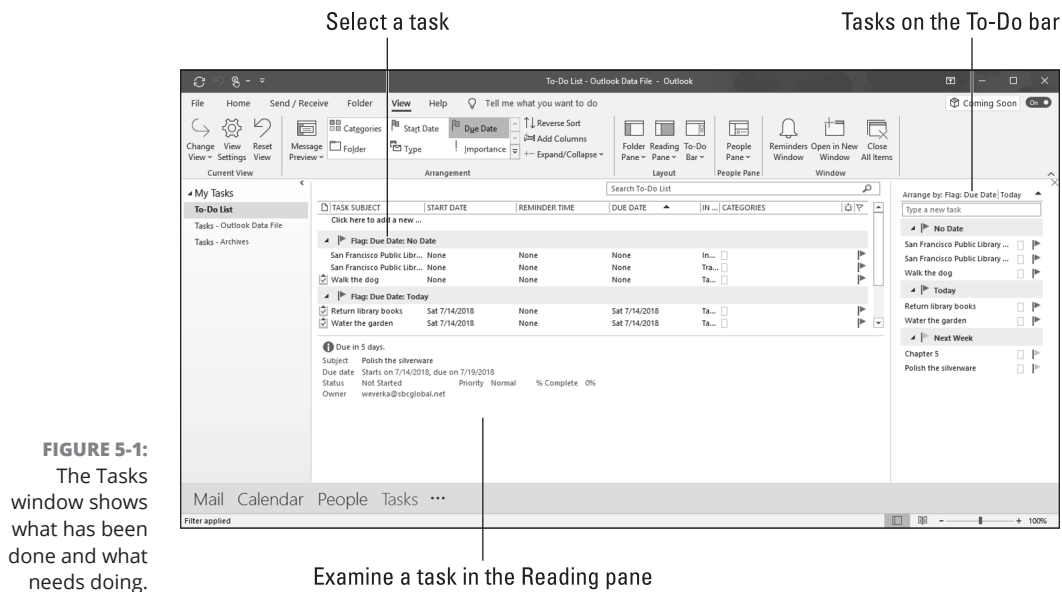 Select a task
Tasks on the To-Do bar
To-Do List - Outlook Data File - Outlook
File Home Send / Receive Folder View Help Tell me what you want to do
Coming Soon On
Categories Start Date Due Date Reverse Sort
Add Columns
Folder Type Importance Expand/Collapse
Change View View Settings Reset View
Message Preview
Folder Pane Reading Pane To-Do Bar
People Pane
Reminders Window Open in New Window Close All Items
Current View Arrangement Layout People Pane Window
My Tasks
To-Do List
Tasks - Outlook Data File
Tasks - Archives
Search To-Do List
TASK SUBJECT START DATE REMINDER TIME DUE DATE IN ... CATEGORIES
Click here to add a new ...
Flag: Due Date: No Date
San Francisco Public Libr... None None None In...
San Francisco Public Libr... None None None Tra...
Walk the dog None None None Ta...
Flag: Due Date: Today
Return library books Sat 7/14/2018 None Sat 7/14/2018 Ta...
Water the garden Sat 7/14/2018 None Sat 7/14/2018 Ta...
Due in 5 days.
Subject Polish the silverware
Due date Starts on 7/14/2018, due on 7/19/2018
Status Not Started Priority Normal % Complete 0%
Owner weverka@sbcglobal.net
Arrange by: Flag: Due Date Today
Type a new task
No Date
San Francisco Public Library ...
San Francisco Public Library ...
Walk the dog
Today
Return library books
Water the garden
Next Week
Chapter 5
Polish the silverware
Mail Calendar People Tasks ...
Filter applied
- + 100%
FIGURE 5-1:
The Tasks
window shows
what has been
done and what
needs doing.
Examine a task in the Reading pane